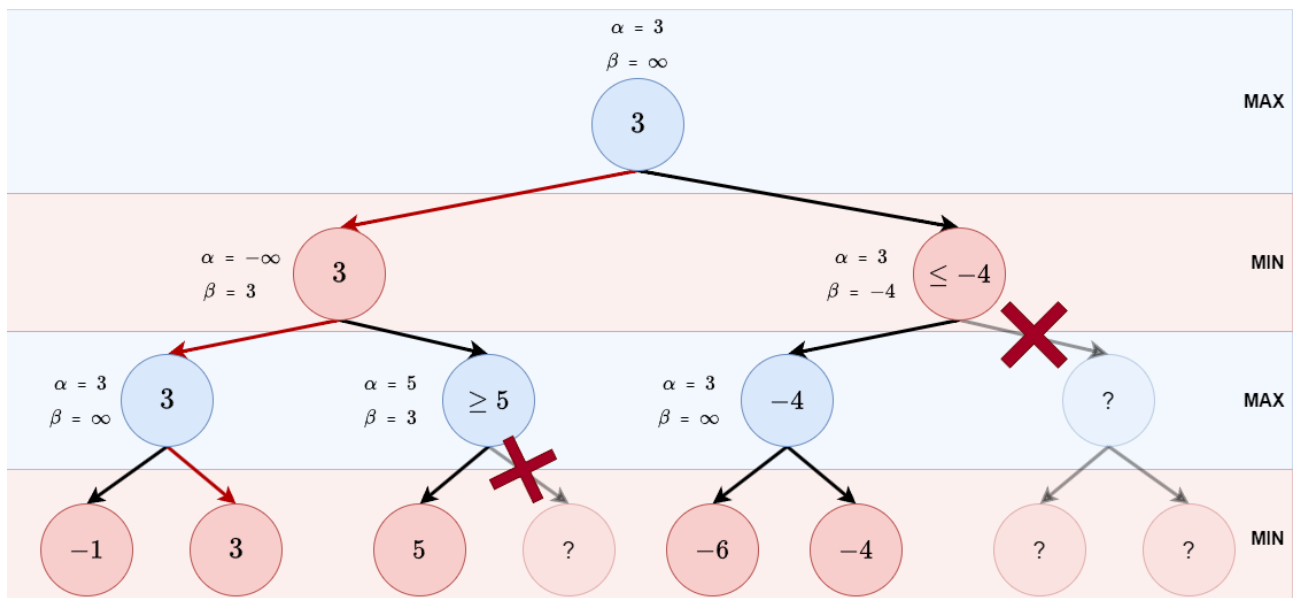 α = 3
β = ∞
3
MAX
α = −∞
β = 3
3
α = 3
β = −4
≤ −4
MIN
α = 3
β = ∞
3
α = 5
β = 3
≥ 5
α = 3
β = ∞
−4
?
MAX
−1
3
5
?
−6
−4
?
?
MIN